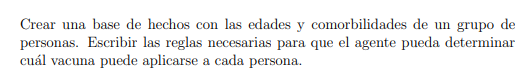 Crear una base de hechos con las edades y comorbilidades de un grupo de
personas. Escribir las reglas necesarias para que el agente pueda determinar
cuál vacuna puede aplicarse a cada persona.